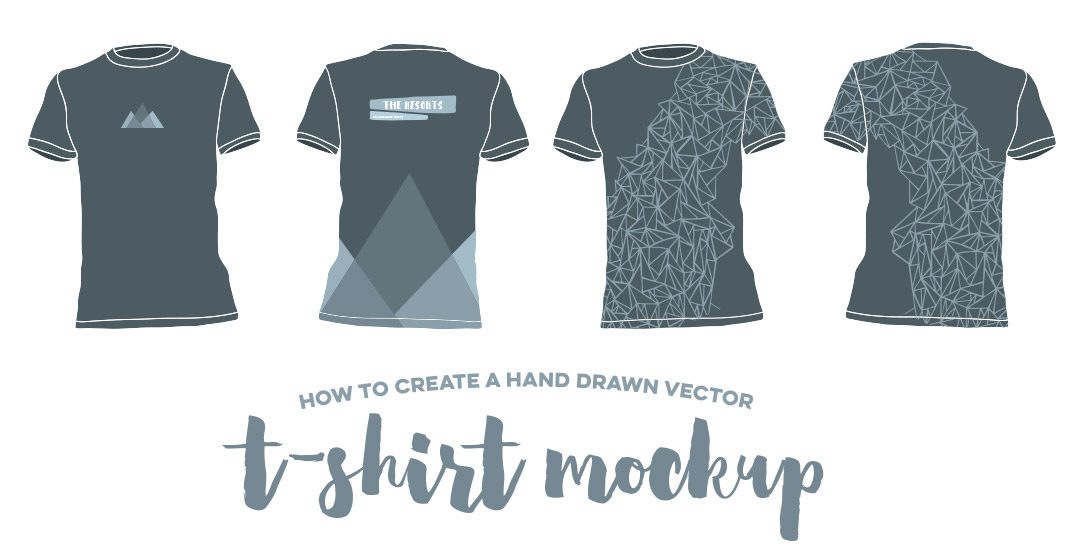 THE RESORTS
HOW TO CREATE A HAND DRAWN VECTOR
t-shirt mockup